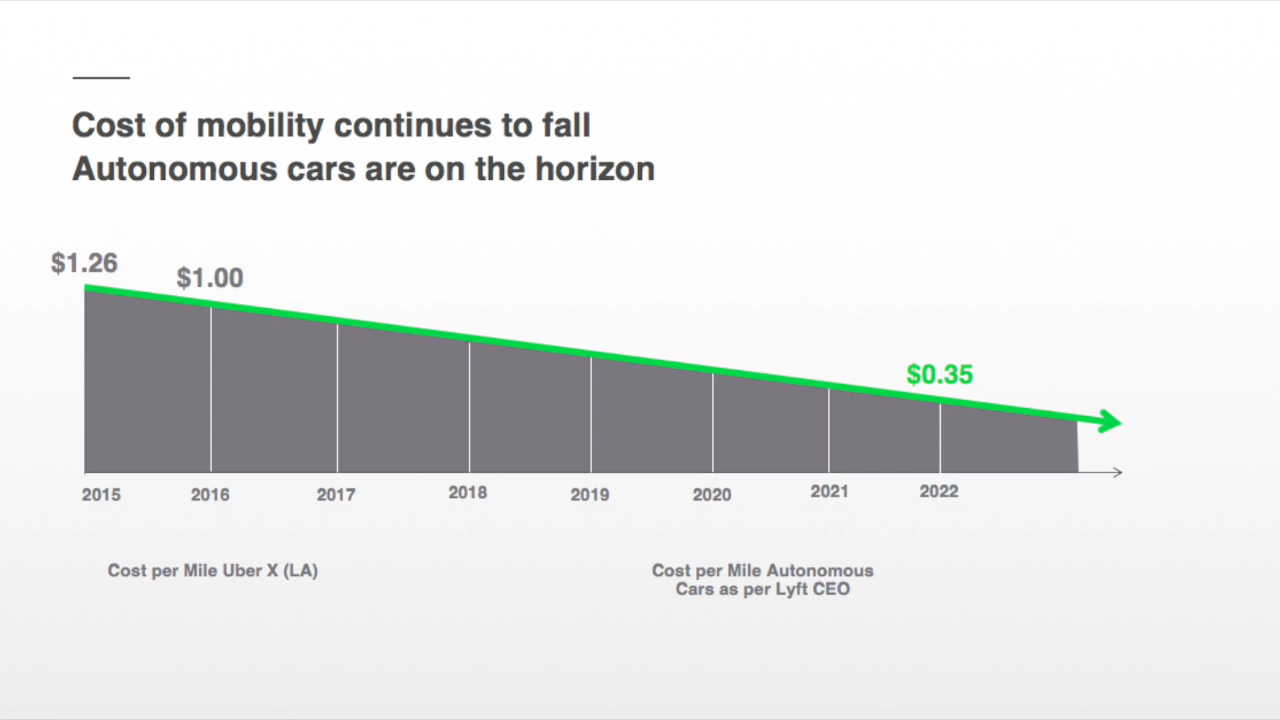 Cost of mobility continues to fall
Autonomous cars are on the horizon
$1.26
$1.00
$0.35
2015
2016
2017
2018
2019
2020
2021
2022
Cost per Mile Uber X (LA)
Cost per Mile Autonomous
Cars as per Lyft CEO